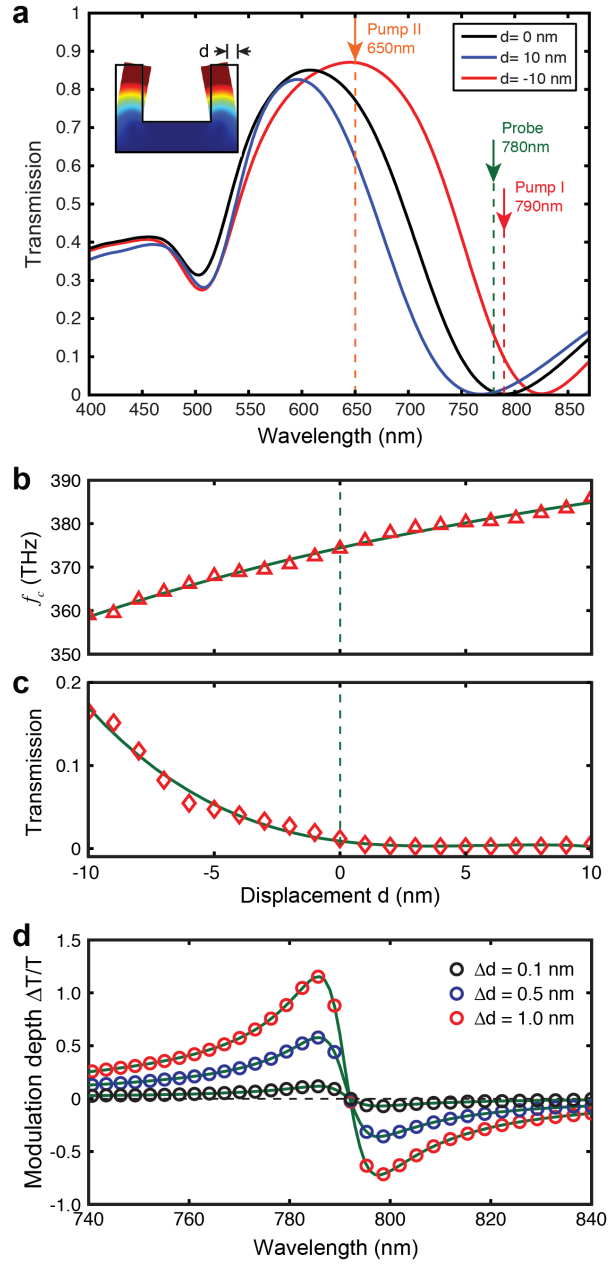 a
d
Pump II
650nm
d= 0 nm
d= 10 nm
d= -10 nm
Probe
780nm
Pump I
790nm
1
0.9
0.8
0.7
0.6
0.5
0.4
0.3
0.2
0.1
0
Transmission
400 450 500 550 600 650 700 750 800 850
Wavelength (nm)
b
390
380
370
360
350
fc (THz)
c
0.2
0.1
0
Transmission
-10 -5 0 5 10
Displacement d (nm)
d
1.5
1.0
0.5
0
-0.5
-1.0
Modulation depth ΔT/T
Δd = 0.1 nm
Δd = 0.5 nm
Δd = 1.0 nm
740 760 780 800 820 840
Wavelength (nm)